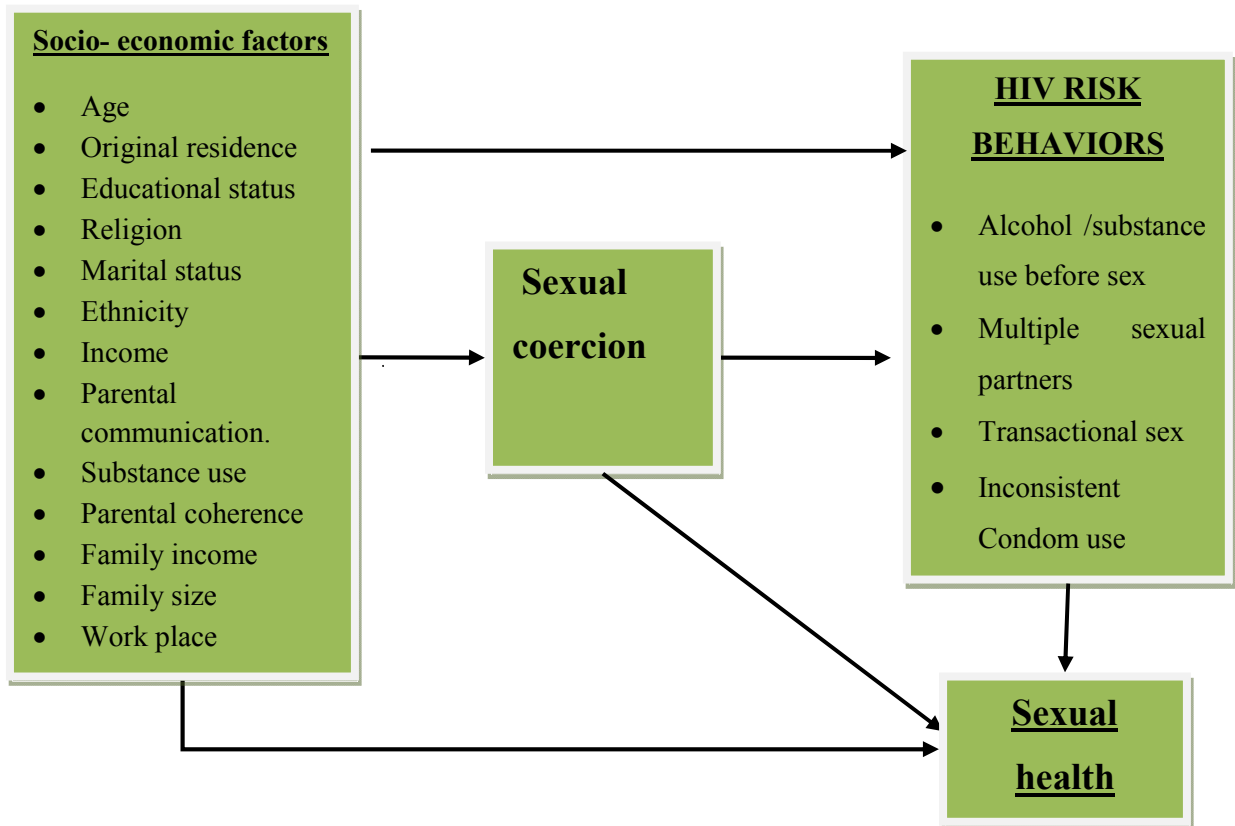 Socio- economic factors
• Age
• Original residence
• Educational status
• Religion
• Marital status
• Ethnicity
• Income
• Parental
communication.
• Substance use
• Parental coherence
• Family income
• Family size
• Work place
Sexual
coercion
HIV RISK
BEHAVIORS
• Alcohol /substance
use before sex
• Multiple sexual
partners
• Transactional sex
• Inconsistent
Condom use
Sexual
health